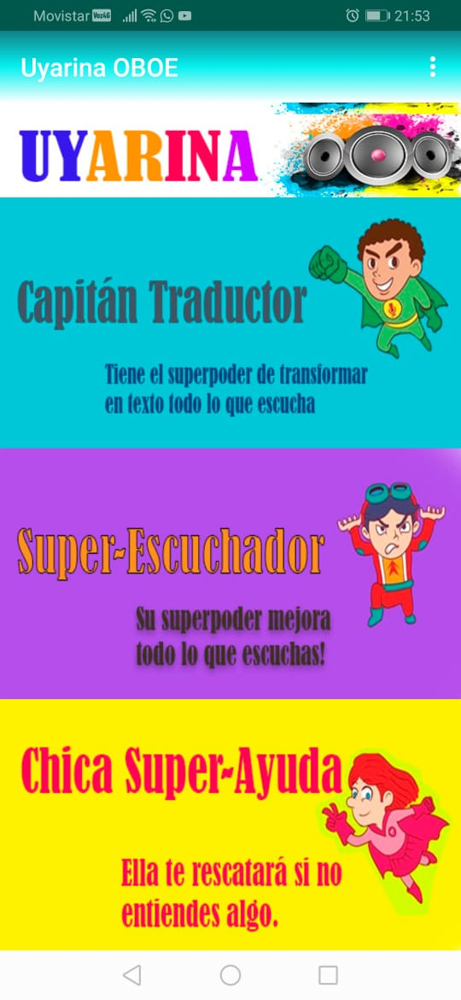 Movistar Voz4G 21:53
Uyarina OBOE
UYARINA
Capitán Traductor
Tiene el superpoder de transformar
en texto todo lo que escucha
Super-Escuchador
Su superpoder mejora
todo lo que escuchas!
Chica Super-Ayuda
Ella te rescatará si no
entiendes algo.